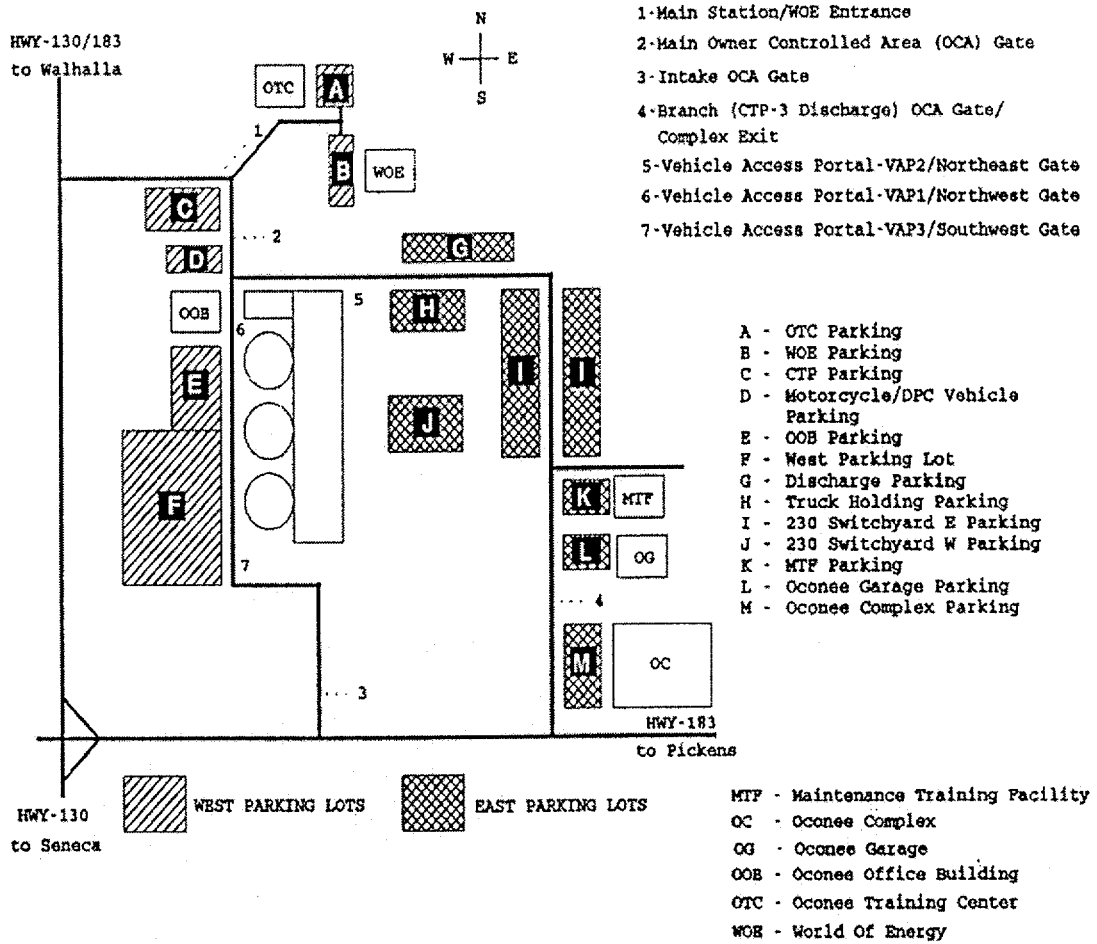 1-Main Station/WOE Entrance
2-Main Owner Controlled Area (OCA) Gate
3-Intake OCA Gate
4-Branch (CTP-3 Discharge) OCA Gate/
Complex Exit
5-Vehicle Access Portal-VAP2/Northeast Gate
6-Vehicle Access Portal-VAP1/Northwest Gate
7-Vehicle Access Portal-VAP3/Southwest Gate
N
W E
S
HWY-130/183
to Walhalla
OTC A
1
B WOE
C
2
G
D
OOB
5
H
6
I I
E
J
F
K MTF
L OG
7
4
M OC
3
HWY-183
to Pickens
A - OTC Parking
B - WOE Parking
C - CTP Parking
D - Motorcycle/DPC Vehicle
Parking
E - OOB Parking
F - West Parking Lot
G - Discharge Parking
H - Truck Holding Parking
I - 230 Switchyard E Parking
J - 230 Switchyard W Parking
K - MTF Parking
L - Oconee Garage Parking
M - Oconee Complex Parking
WEST PARKING LOTS
EAST PARKING LOTS
HWY-130
to Seneca
MTF - Maintenance Training Facility
OC - Oconee Complex
OG - Oconee Garage
OOB - Oconee Office Building
OTC - Oconee Training Center
WOE - World Of Energy